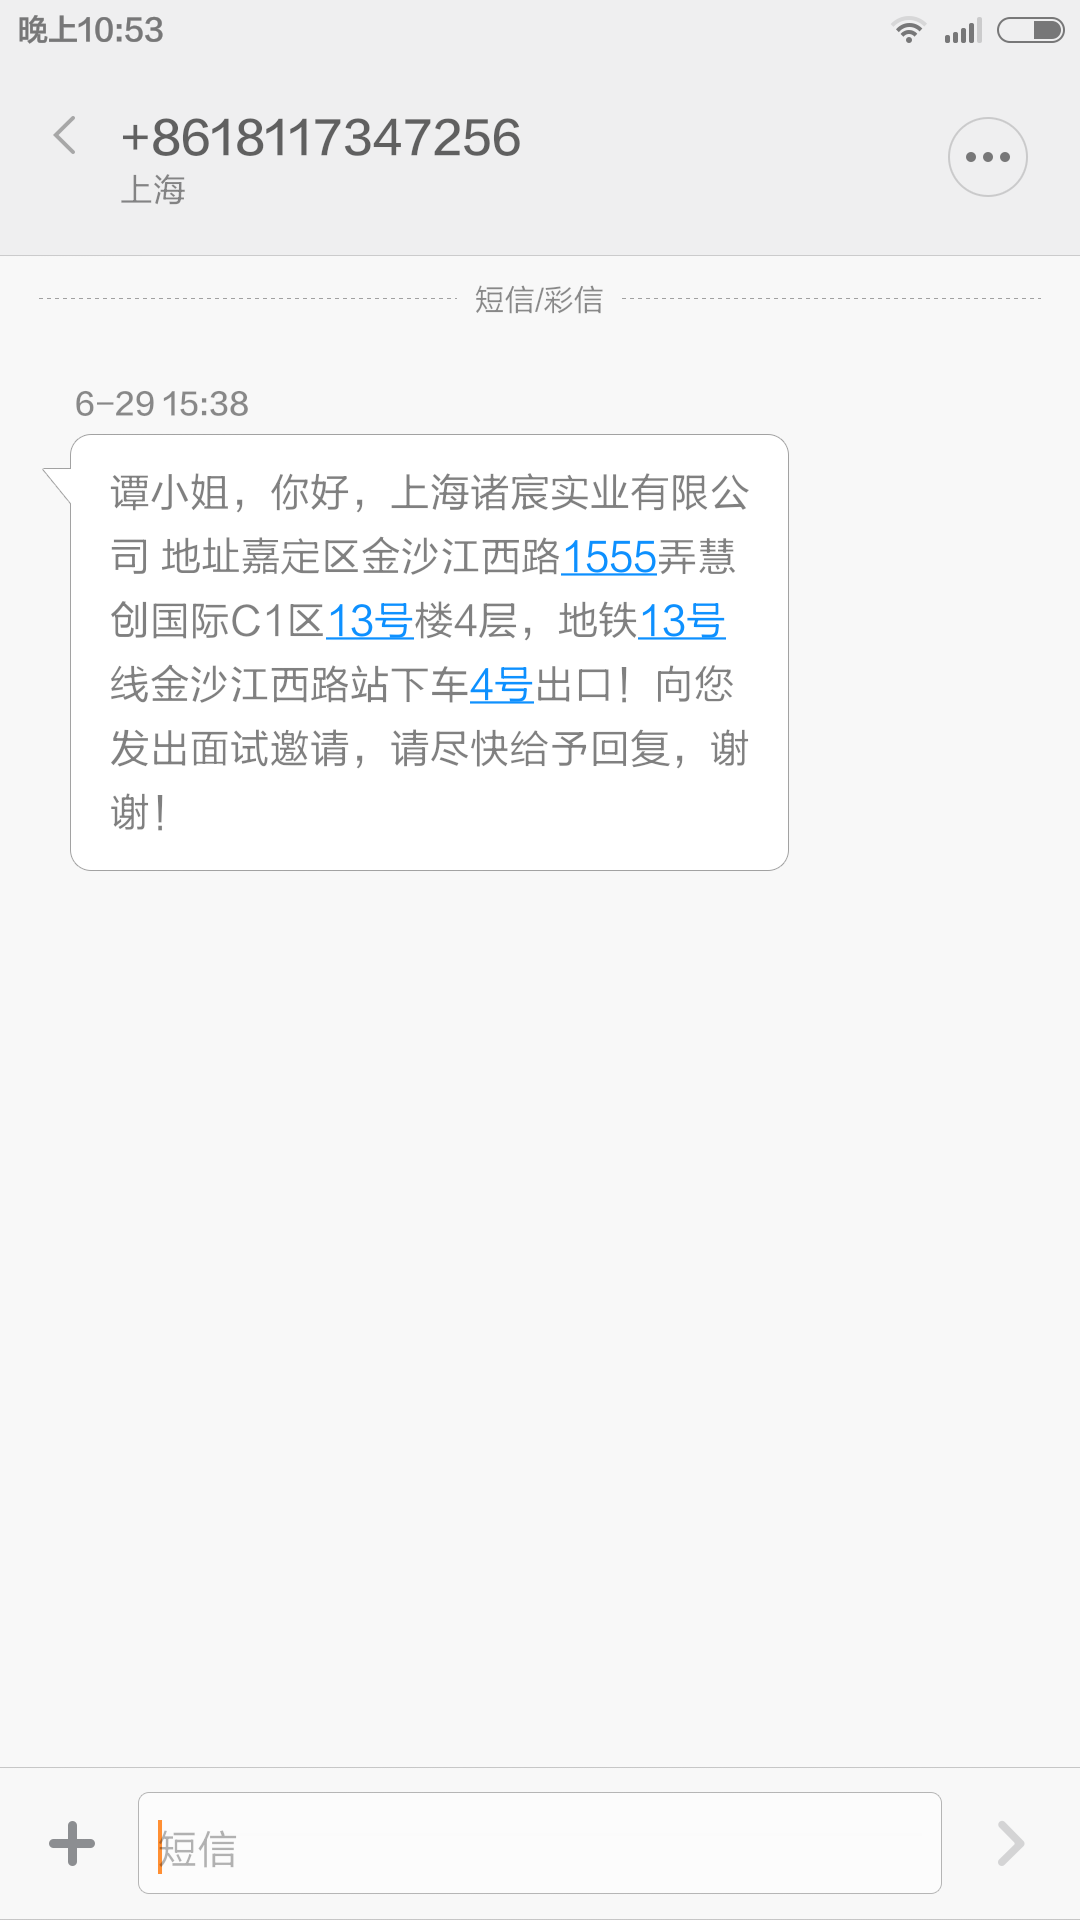 晚上10:53
+8618117347256
上海
短信/彩信
6-29 15:38
谭小姐，你好，上海诸宸实业有限公
司 地址嘉定区金沙江西路1555弄慧
创国际C1区13号楼4层，地铁13号
线金沙江西路站下车4号出口！向您
发出面试邀请，请尽快给予回复，谢
谢！
短信